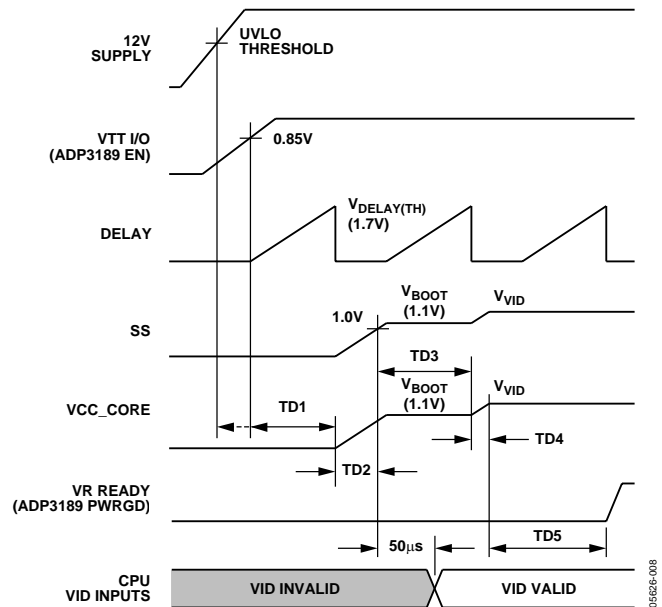 12V
SUPPLY
UVLO
THRESHOLD
VTT I/O
(ADP3189 EN)
0.85V
DELAY
VDELAY(TH)
(1.7V)
SS
1.0V
VBOOT
(1.1V)
VVID
TD3
VCC_CORE
TD1
VBOOT
(1.1V)
VVID
TD4
TD2
VR READY
(ADP3189 PWRGD)
50μs
TD5
CPU
VID INPUTS
VID INVALID
VID VALID
05626-008